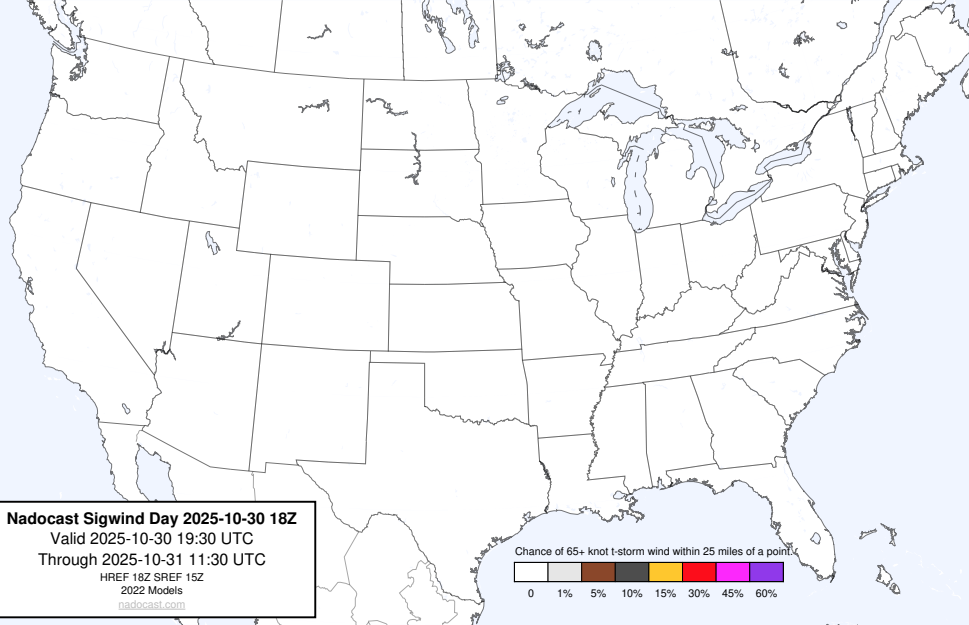 Nadocast Sigwind Day 2025-10-30 18Z
Valid 2025-10-30 19:30 UTC
Through 2025-10-31 11:30 UTC
HREF 18Z SREF 15Z
2022 Models
nadocast.com
Chance of 65+ knot t-storm wind within 25 miles of a point.
0 1% 5% 10% 15% 30% 45% 60%